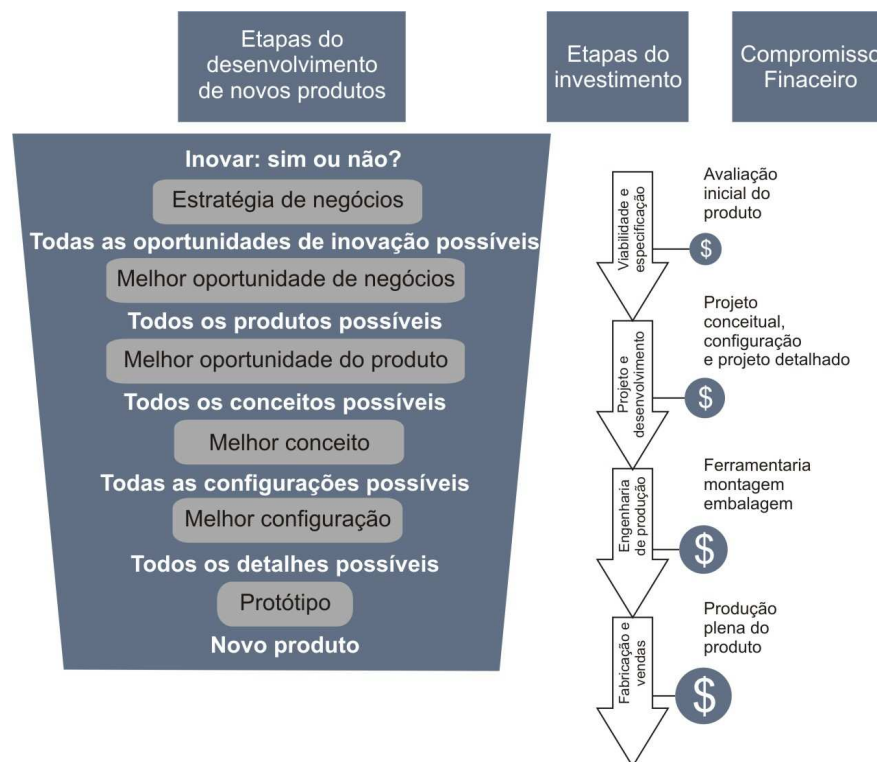 Etapas do
desenvolvimento
de novos produtos
Etapas do
investimento
Compromisso
Finaceiro
Inovar: sim ou não?
Estratégia de negócios
Todas as oportunidades de inovação possíveis
Melhor oportunidade de negócios
Todos os produtos possíveis
Melhor oportunidade do produto
Todos os conceitos possíveis
Melhor conceito
Todas as configurações possíveis
Melhor configuração
Todos os detalhes possíveis
Protótipo
Novo produto
Viabilidade e
especificação
Avaliação
inicial do
produto
$
Projeto e
desenvolvimento
Projeto
conceitual,
configuração
e projeto detalhado
$
Engenharia
de produção
Ferramentaria
montagem
embalagem
$
Fabricação e
vendas
Produção
plena do
produto
$